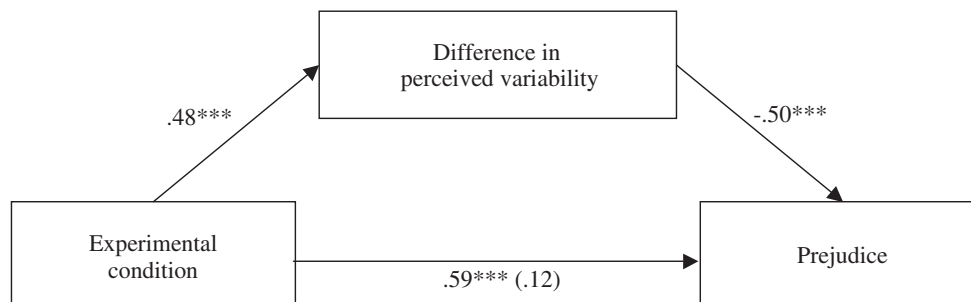 Difference in
perceived variability
.48***
-.50***
Experimental
condition
Prejudice
.59*** (.12)